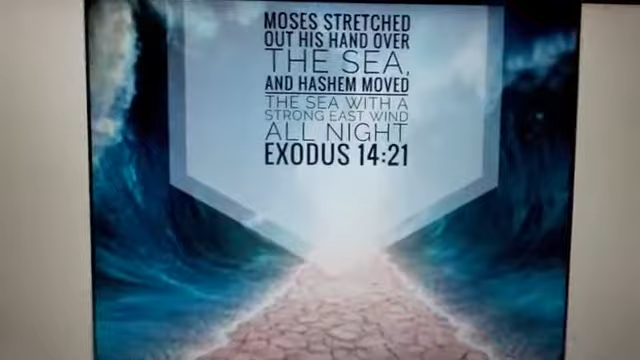 MOSES STRETCHED
OUT HIS HAND OVER
THE SEA,
AND HASHEM MOVED
THE SEA WITH A
STRONG EAST WIND
ALL NIGHT
EXODUS 14:21